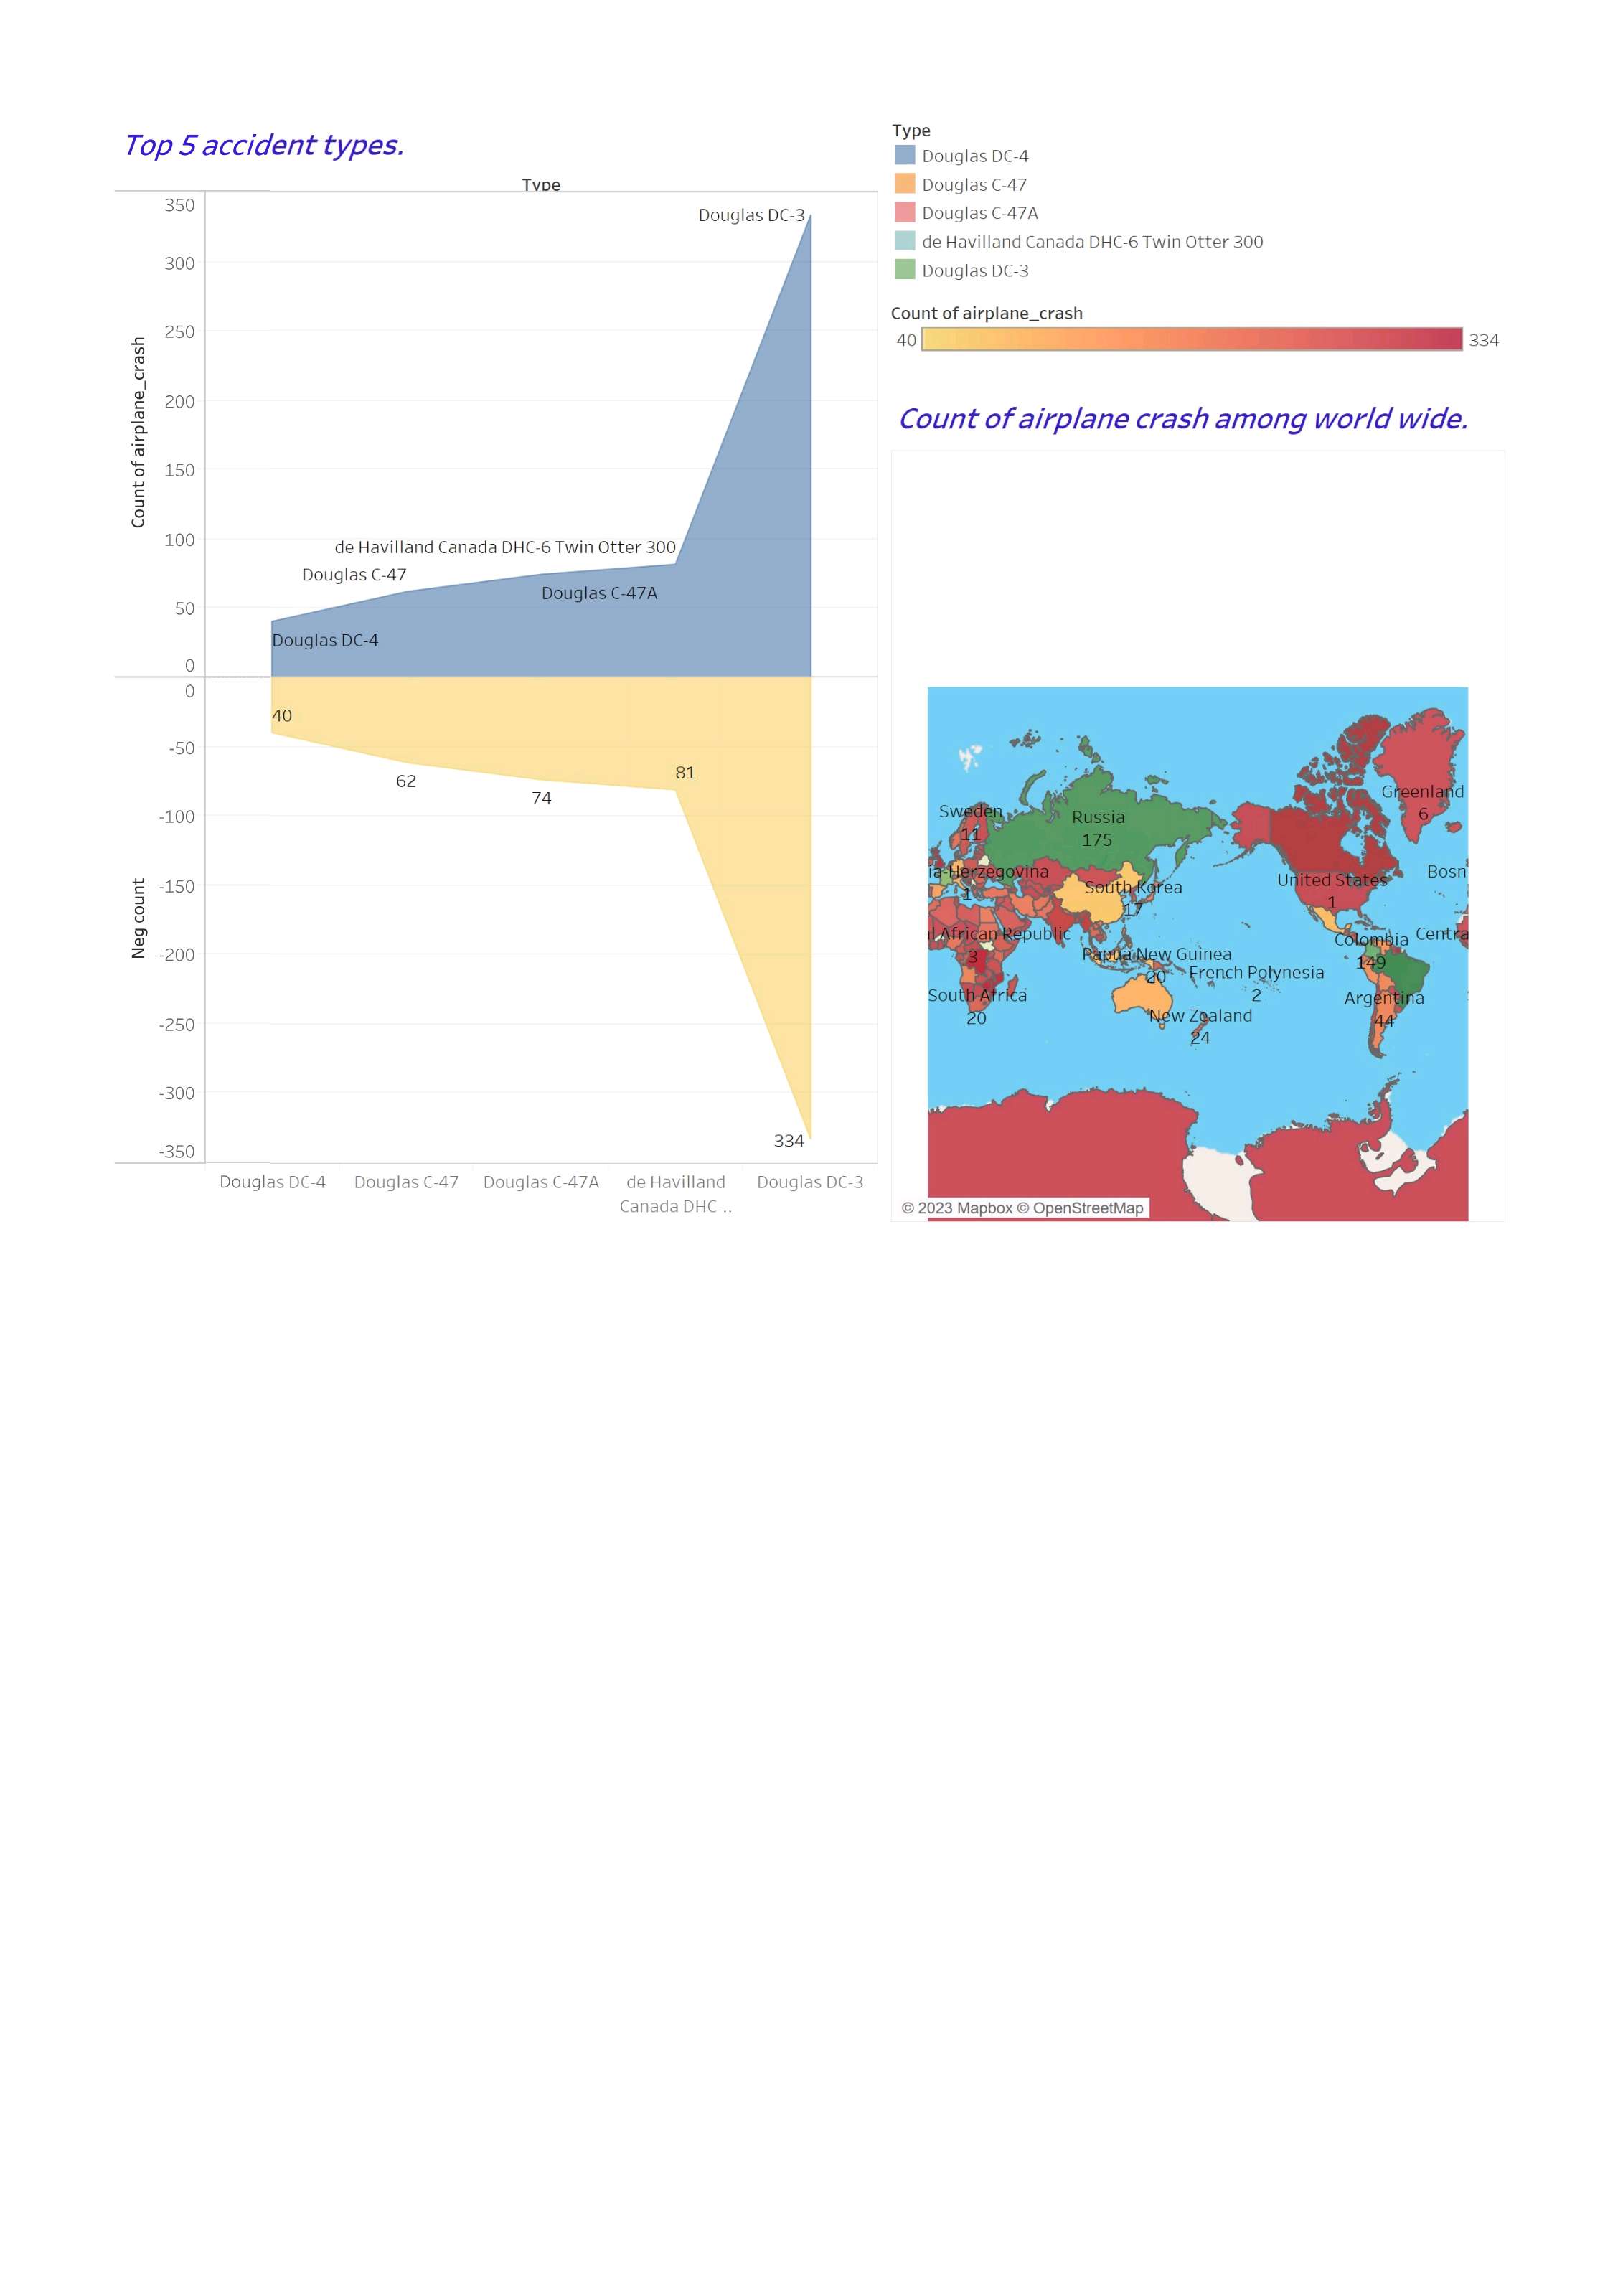 Top 5 accident types.
Type
350
300
250
200
150
100
50
0
Count of airplane_crash
Douglas DC-3
de Havilland Canada DHC-6 Twin Otter 300
Douglas C-47
Douglas C-47A
Douglas DC-4
0
-50
-100
-150
-200
-250
-300
-350
Neg count
40
62
74
81
334
Douglas DC-4
Douglas C-47
Douglas C-47A
de Havilland
Canada DHC-..
Douglas DC-3
Type
Douglas DC-4
Douglas C-47
Douglas C-47A
de Havilland Canada DHC-6 Twin Otter 300
Douglas DC-3
Count of airplane_crash
40 334
Count of airplane crash among world wide.
Greenland
6
Sweden
11
Russia
175
ia-Herzegovina
1
Bosn
United States
1
South Korea
17
l African Republic
3
Centra
Colombia
149
Papua New Guinea
20
French Polynesia
2
South Africa
20
Argentina
44
New Zealand
24
© 2023 Mapbox © OpenStreetMap